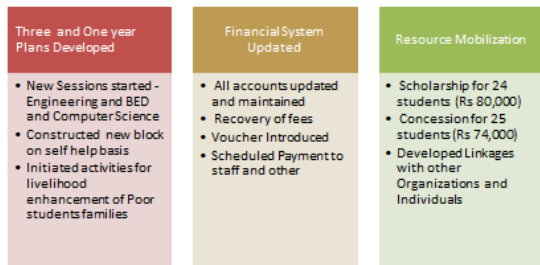 Three and One year
Plans Developed
• New Sessions started -
Engineering and BED
and Computer Science
• Constructed new block
on self help basis
• Initiated activities for
livelihood
enhancement of Poor
students families
Financial System
Updated
• All accounts updated
and maintained
• Recovery of fees
• Voucher Introduced
• Scheduled Payment to
staff and other
Resource Mobilization
• Scholarship for 24
students (Rs 80,000)
• Concession for 25
students (Rs 74,000)
• Developed Linkages
with other
Organizations and
Individuals